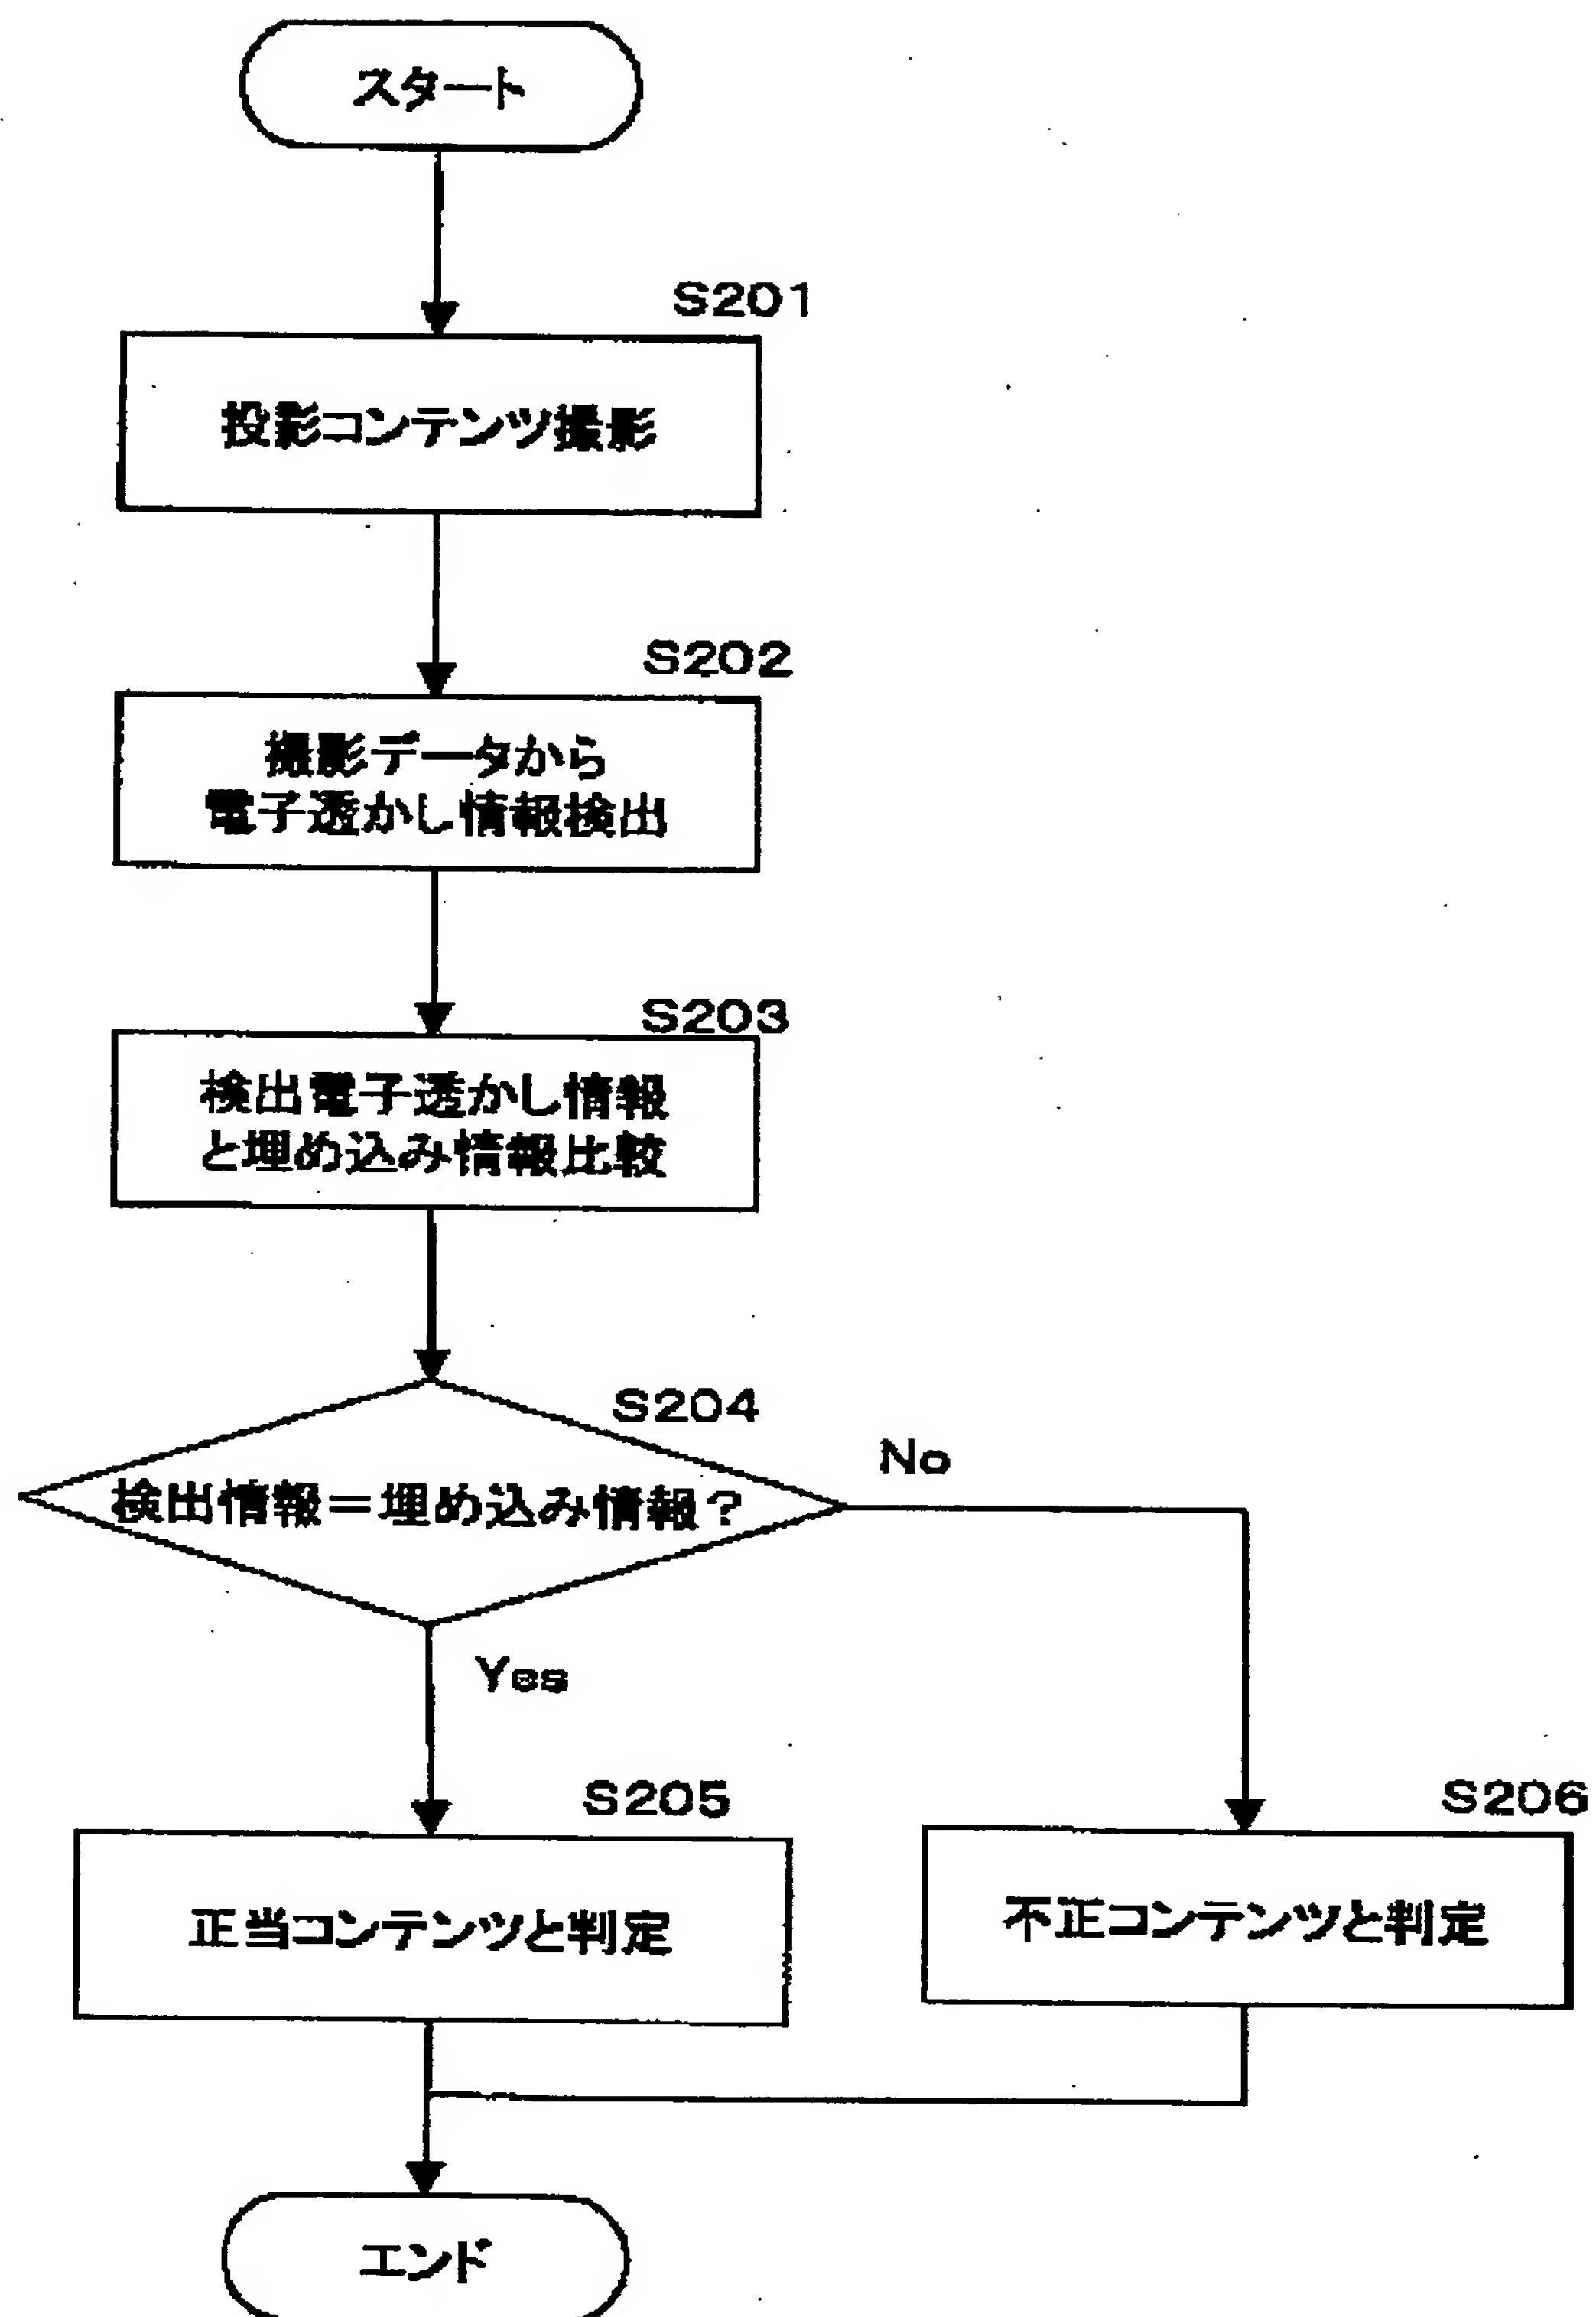 スタート
S201
投影コンテンツ撮影
S202
撮影データから
電子透かし情報検出
S203
検出電子透かし情報
と埋め込み情報比較
S204
検出情報=埋め込み情報?
No
Yes
S205
正当コンテンツと判定
S206
不正コンテンツと判定
エンド